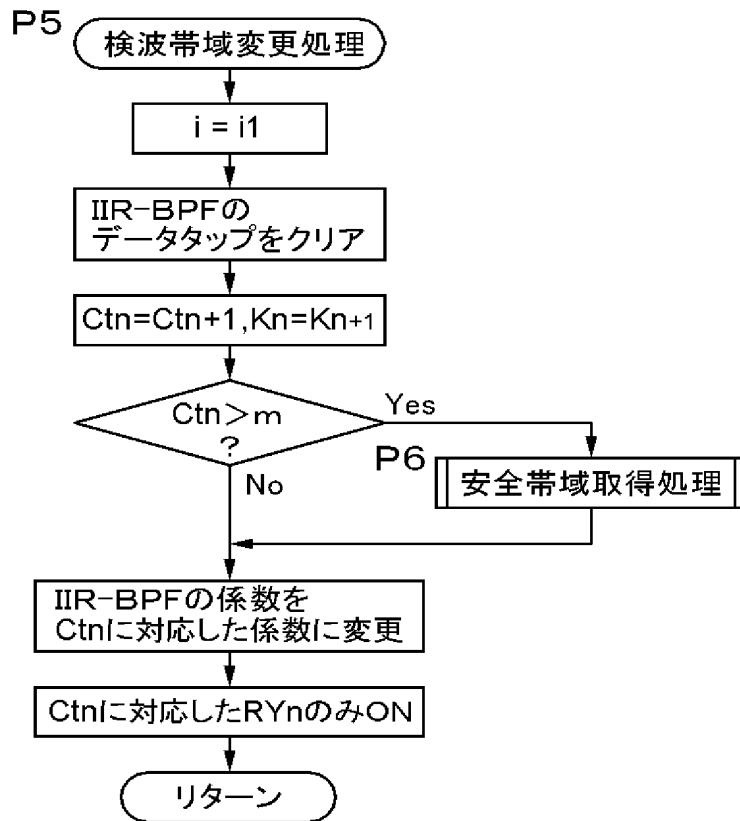 P5
検波帯域変更処理
i = i1
IIR-BPFの
データタップをクリア
Ctn=Ctn+1,Kn=Kn+1
Ctn＞m
?
Yes
No
P6
安全帯域取得処理
IIR-BPFの係数を
Ctnに対応した係数に変更
Ctnに対応したRYnのみON
リターン